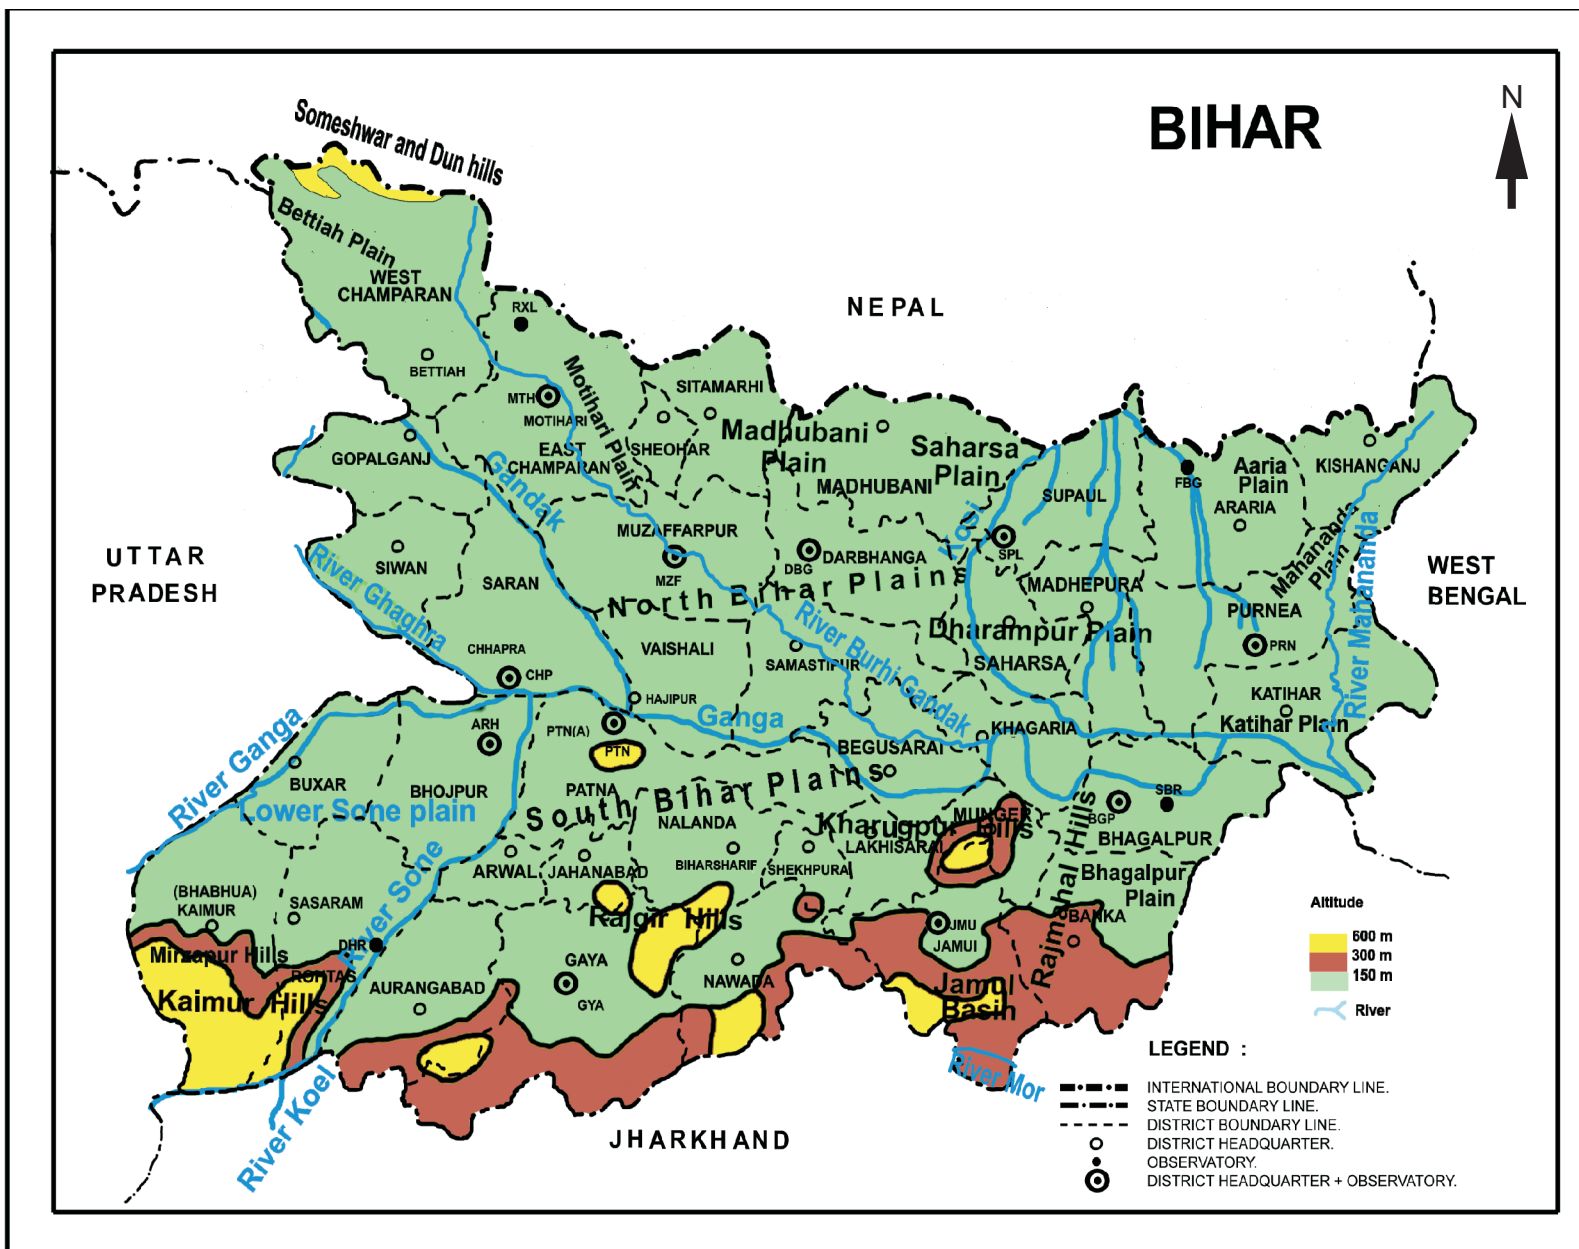 BIHAR
N
Someshwar and Dun hills
Bettiah Plain
WEST
CHAMPARAN
BETTIAH
RXL
NEPAL
MTH
MOTIHARI
Motihari Plain
EAST
CHAMPARAN
SITAMARHI
SHEOHAR
Madhubani
Plain
MADHUBANI
Saharsa
Plain
SUPAUL
FBG
Aaria
Plain
ARARIA
KISHANGANJ
GOPALGANJ
Gandak
MUZAFFARPUR
MZF
DBG
DARBHANGA
Kosi
SPL
MADHEPURA
Mahananda
Plain
River Mahananda
UTTAR
PRADESH
WEST
BENGAL
SIWAN
SARAN
River Ghaghra
North Bihar Plains
PURNEA
PRN
Dharampur Plain
SAHARSA
VAISHALI
SAMASTIPUR
River Burhi Gandak
CHHAPRA
CHP
HAJIPUR
KATIHAR
Katihar Plain
River Ganga
ARH
PTN(A)
PTN
Ganga
BEGUSARAI
KHAGARIA
BUXAR
BHOJPUR
Lower Sone plain
PATNA
South Bihar Plains
NALANDA
Kharugpur Hills
MUNGER
LAKHISARAI
BGP
SBR
BHAGALPUR
Bhagalpur
Plain
Rajmahal Hills
BANKA
River Sone
ARWAL
JAHANABAD
BIHARSHARIF
SHEKHPURA
(BHABHUA)
KAIMUR
SASARAM
DHR
Rajgir Hills
JMU
JAMUI
Mirzapur Hills
ROHTAS
Kaimur Hills
AURANGABAD
GAYA
GYA
NAWADA
Jamul
Basin
River Mor
River Koel
JHARKHAND
Altitude
600 m
300 m
150 m
River
LEGEND :
INTERNATIONAL BOUNDARY LINE.
STATE BOUNDARY LINE.
DISTRICT BOUNDARY LINE.
DISTRICT HEADQUARTER.
OBSERVATORY.
DISTRICT HEADQUARTER + OBSERVATORY.